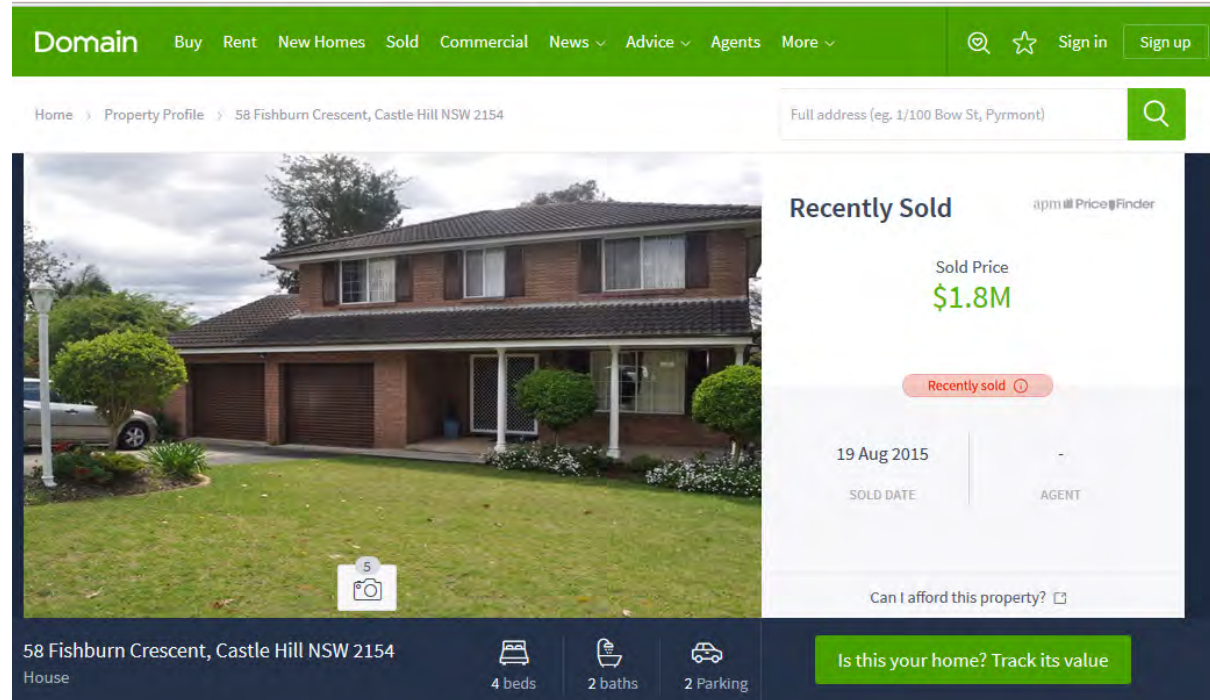 Domain Buy Rent New Homes Sold Commercial News Advice Agents More Sign in Sign up
Home > Property Profile > 58 Fishburn Crescent, Castle Hill NSW 2154
Full address (eg. 1/100 Bow St, Pyrmont)
Recently Sold
apm PriceFinder
Sold Price
$1.8M
Recently sold
19 Aug 2015 -
SOLD DATE AGENT
5
Can I afford this property?
58 Fishburn Crescent, Castle Hill NSW 2154
House
4 beds 2 baths 2 Parking
Is this your home? Track its value